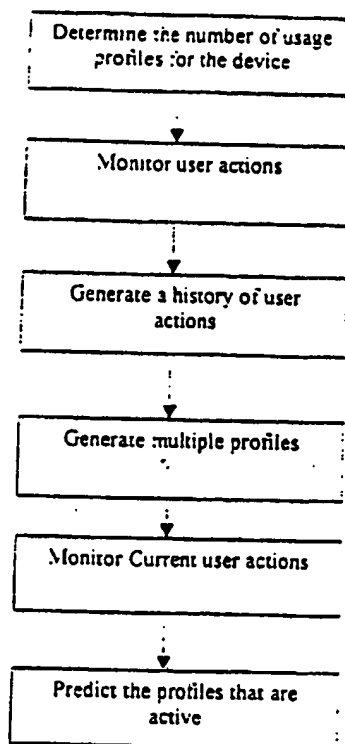 Determine the number of usage
profiles for the device
Monitor user actions
Generate a history of user
actions
Generate multiple profiles
Monitor Current user actions
Predict the profiles that are
active